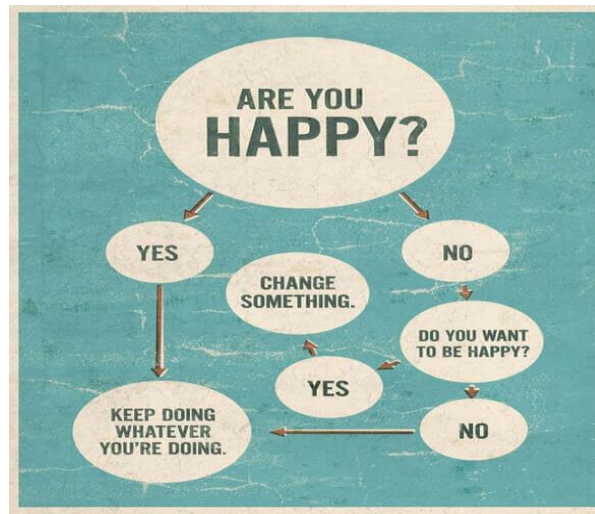 ARE YOU
HAPPY?
YES
NO
CHANGE
SOMETHING.
DO YOU WANT
TO BE HAPPY?
YES
KEEP DOING
WHATEVER
YOU'RE DOING.
NO